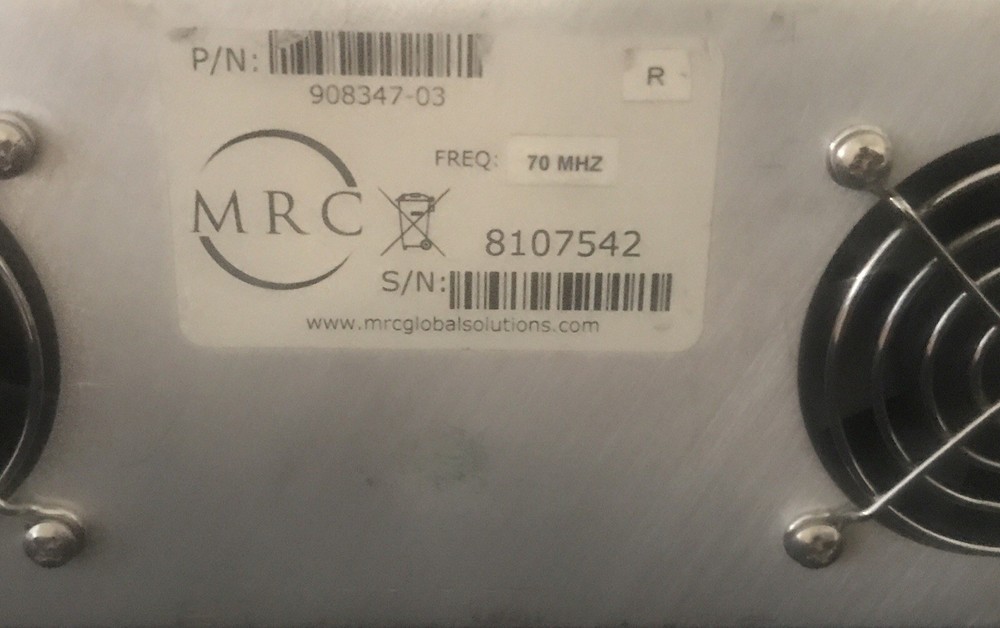 P/N:
908347-03
R
FREQ: 70 MHZ
MRC
8107542
S/N:
www.mrcglobalsolutions.com